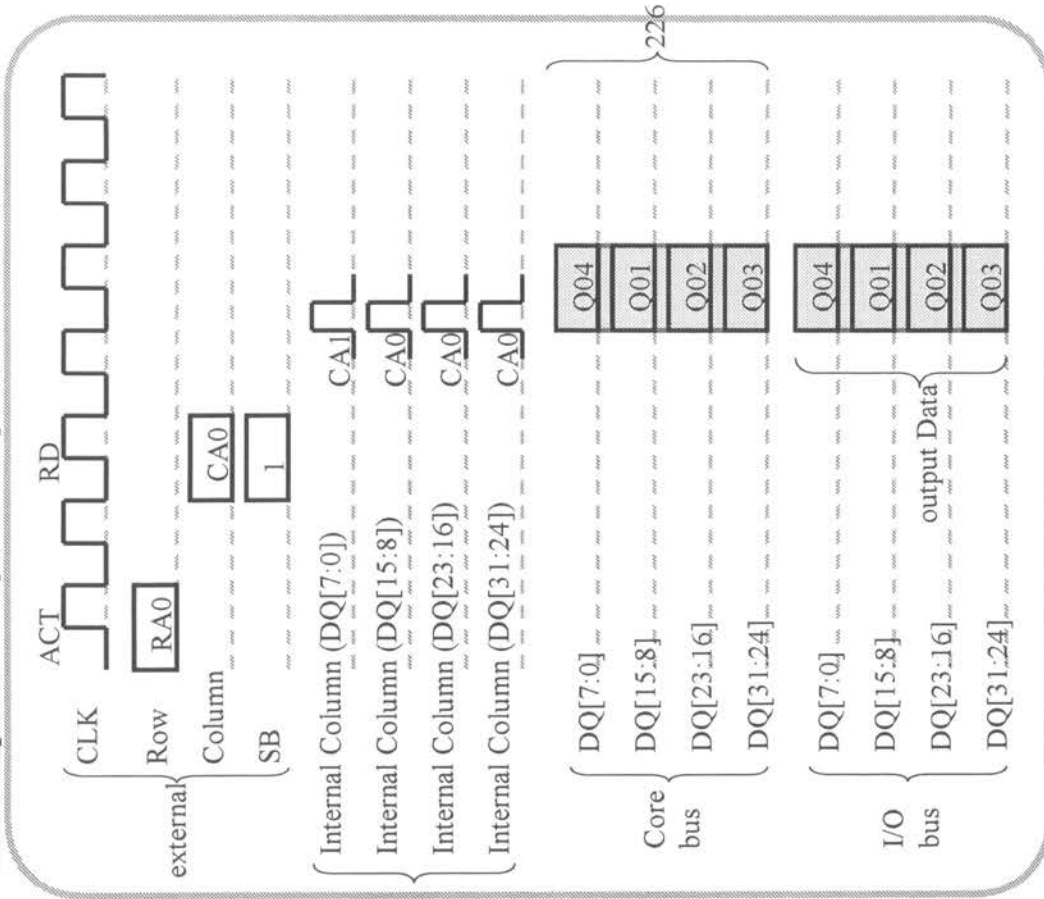 ACT RD
CLK
Row RA0
Column CA0
SB 1
external
Internal Column (DQ[7:0]) CA1
Internal Column (DQ[15:8]) CA0
Internal Column (DQ[23:16]) CA0
Internal Column (DQ[31:24]) CA0
DQ[7:0] Q04
DQ[15:8] Q01
DQ[23:16] Q02
DQ[31:24] Q03
Core
bus
226
DQ[7:0] Q04
DQ[15:8] Q01
DQ[23:16] Q02
DQ[31:24] Q03
I/O
bus
output Data